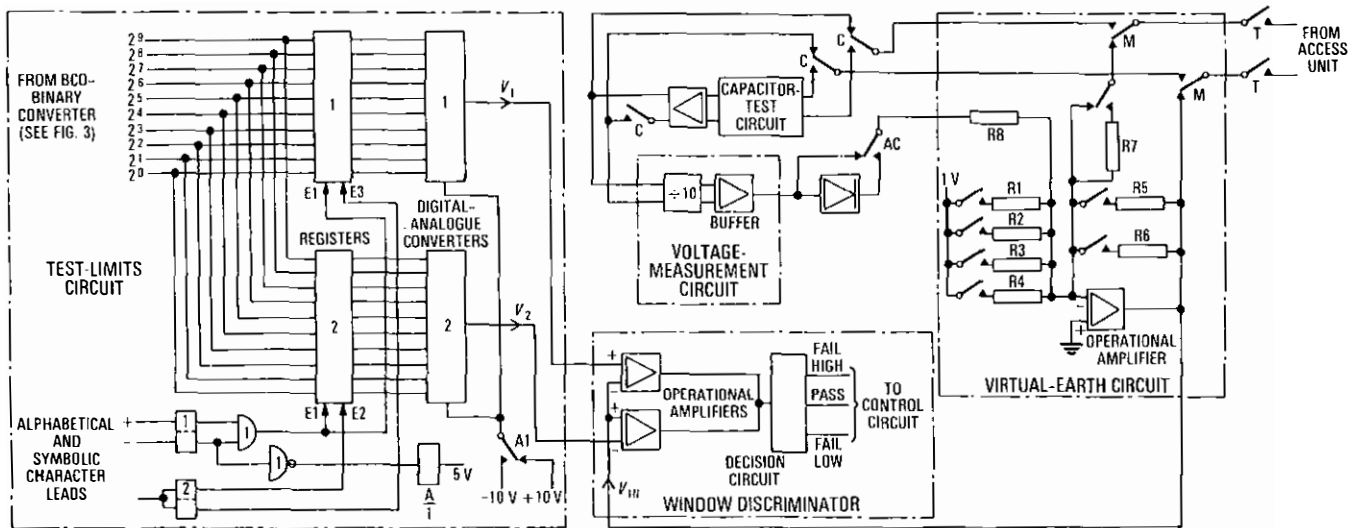 2⁹
2⁸
2⁷
2⁶
2⁵
2⁴
2³
2²
2¹
2⁰
FROM BCO-
BINARY
CONVERTER
(SEE FIG. 3)
1
1
V₁
E1
E3
REGISTERS
DIGITAL-
ANALOGUE
CONVERTERS
TEST-LIMITS
CIRCUIT
2
2
V₂
E1
E2
ALPHABETICAL
AND
SYMBOLIC
CHARACTER
LEADS
+
−
1
1
1
2
A
1
5 V
A1
−10 V +10 V
C
C
C
CAPACITOR-
TEST
CIRCUIT
÷10
BUFFER
VOLTAGE-
MEASUREMENT
CIRCUIT
AC
R8
M
M
T
T
FROM
ACCESS
UNIT
R7
1 V
R1
R2
R3
R4
R5
R6
−
+
OPERATIONAL
AMPLIFIER
VIRTUAL-EARTH CIRCUIT
+
−
+
−
OPERATIONAL
AMPLIFIERS
DECISION
CIRCUIT
FAIL
HIGH
PASS
FAIL
LOW
TO
CONTROL
CIRCUIT
V_IN
WINDOW DISCRIMINATOR